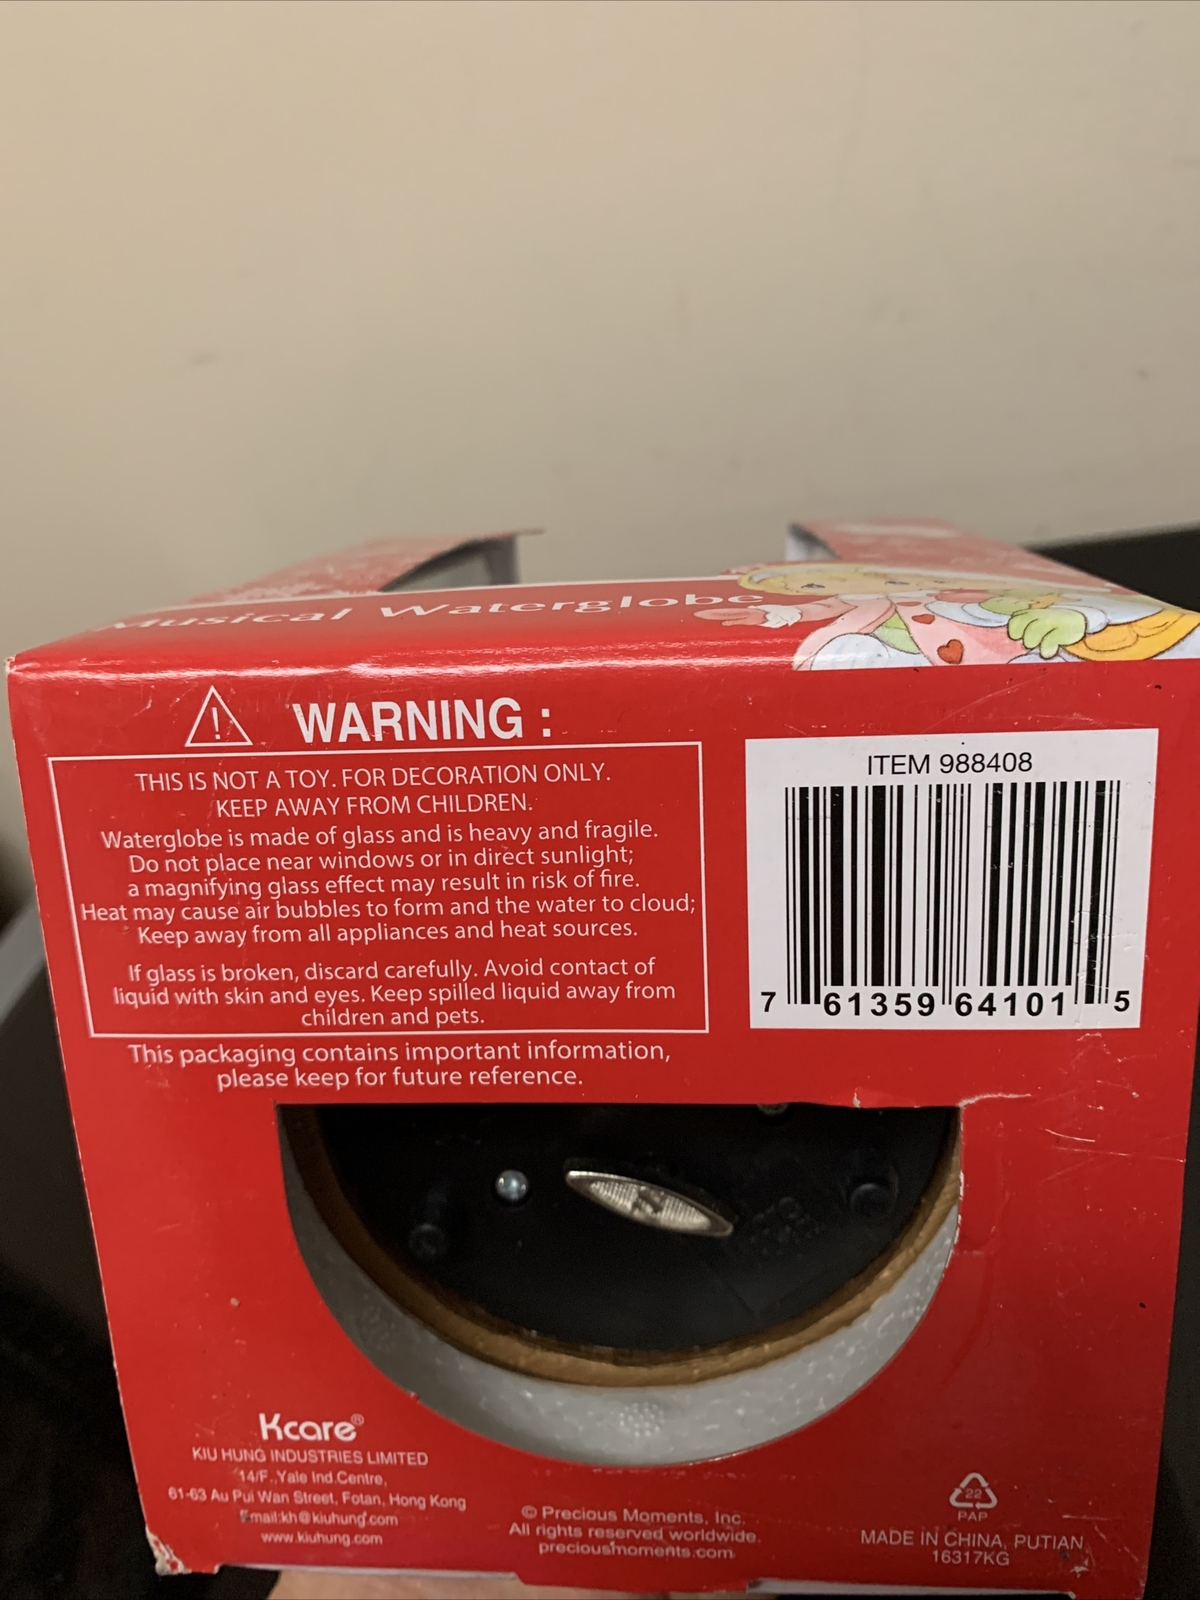 Musical Waterglobe
WARNING :
THIS IS NOT A TOY. FOR DECORATION ONLY.
KEEP AWAY FROM CHILDREN.
Waterglobe is made of glass and is heavy and fragile.
Do not place near windows or in direct sunlight;
a magnifying glass effect may result in risk of fire.
Heat may cause air bubbles to form and the water to cloud;
Keep away from all appliances and heat sources.
If glass is broken, discard carefully. Avoid contact of
liquid with skin and eyes. Keep spilled liquid away from
children and pets.
This packaging contains important information,
please keep for future reference.
ITEM 988408
7 61359 64101 5
Kcare®
KIU HUNG INDUSTRIES LIMITED
14/F.,Yale Ind.Centre,
61-63 Au Pui Wan Street, Fotan, Hong Kong
Email:kh@kiuhung.com
www.kiuhung.com
© Precious Moments, Inc.
All rights reserved worldwide.
preciousmoments.com
22
PAP
MADE IN CHINA, PUTIAN
16317KG